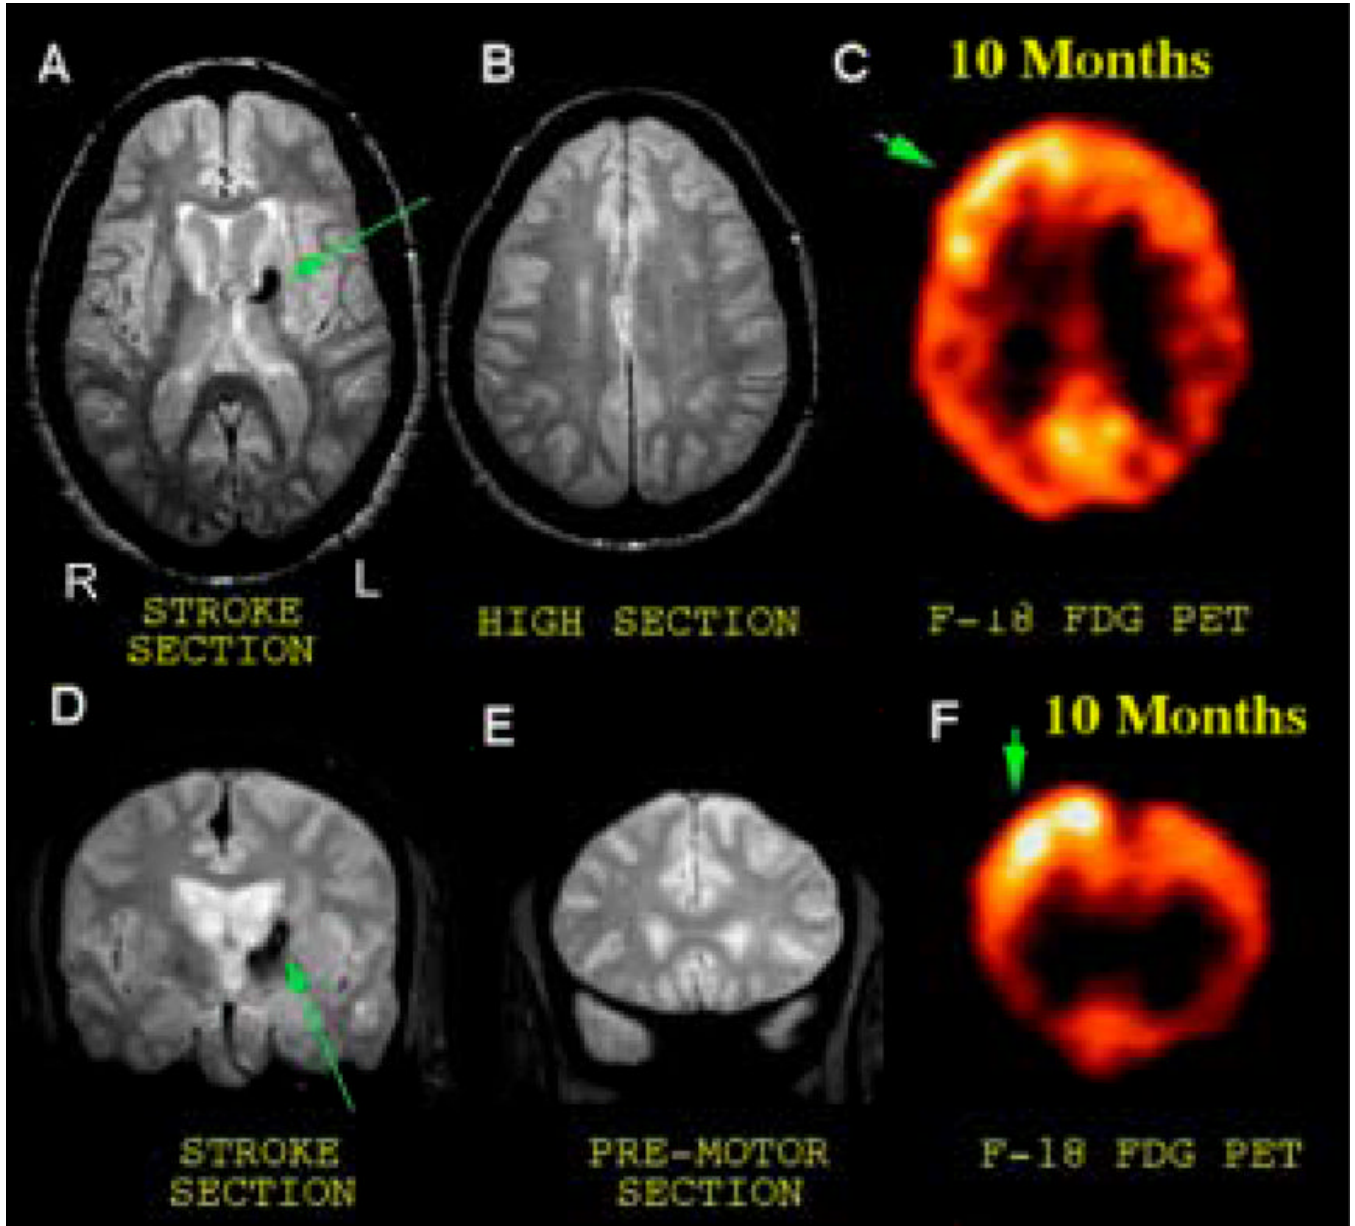 A
B
C
10 Months
R
L
STROKE
SECTION
HIGH SECTION
F-18 FDG PET
D
E
F
10 Months
STROKE
SECTION
PRE-MOTOR
SECTION
F-18 FDG PET